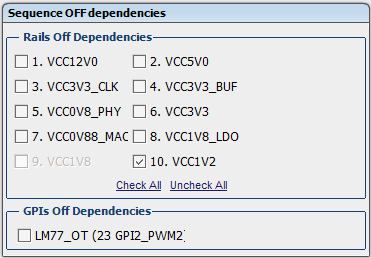 Sequence OFF dependencies
Rails Off Dependencies
1. VCC12V0 2. VCC5V0
3. VCC3V3_CLK 4. VCC3V3_BUF
5. VCC0V8_PHY 6. VCC3V3
7. VCC0V88_MAC 8. VCC1V8_LDO
9. VCC1V8 10. VCC1V2
Check All Uncheck All
GPIs Off Dependencies
LM77_OT (23 GPI2_PWM2)